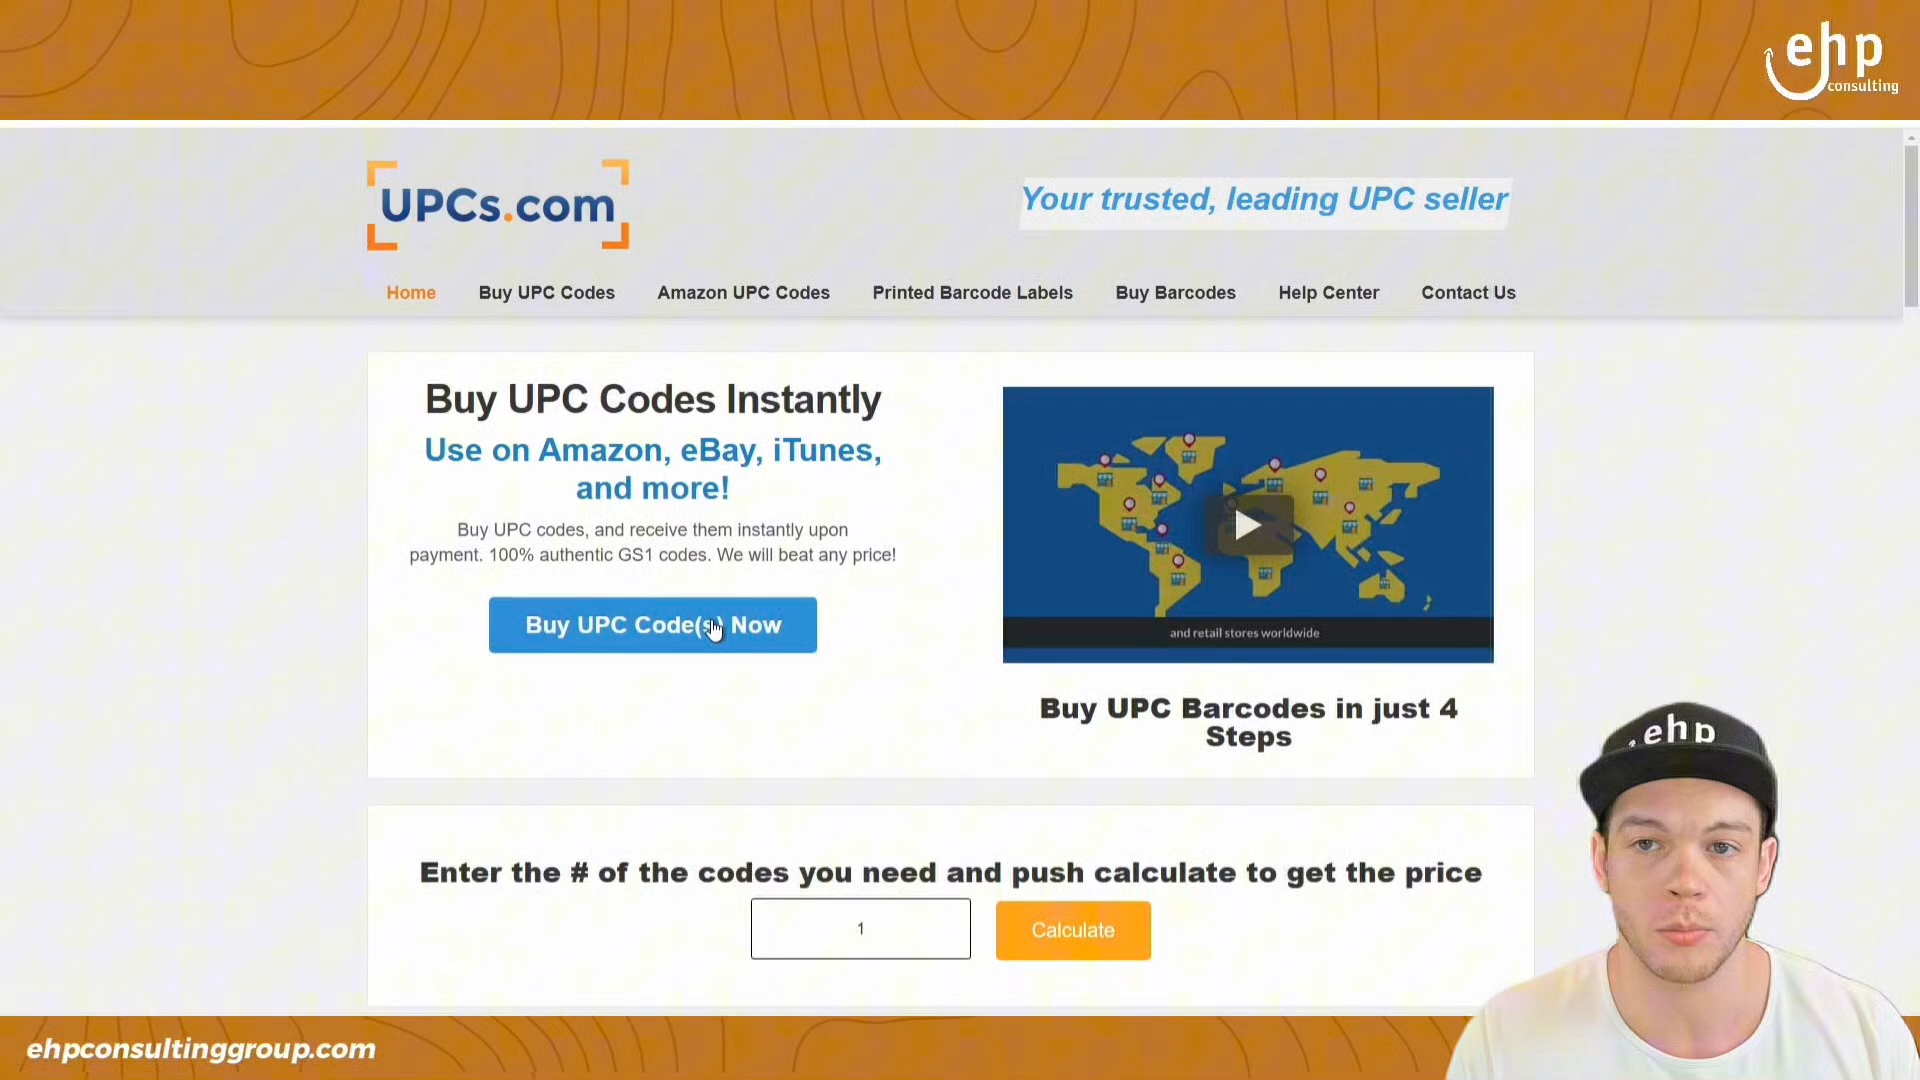 ehp
consulting
UPCs.com
Your trusted, leading UPC seller
Home Buy UPC Codes Amazon UPC Codes Printed Barcode Labels Buy Barcodes Help Center Contact Us
Buy UPC Codes Instantly
Use on Amazon, eBay, iTunes,
and more!
Buy UPC codes, and receive them instantly upon
payment. 100% authentic GS1 codes. We will beat any price!
Buy UPC Code(s) Now
and retail stores worldwide
Buy UPC Barcodes in just 4
Steps
Enter the # of the codes you need and push calculate to get the price
1
Calculate
ehp
ehpconsultinggroup.com